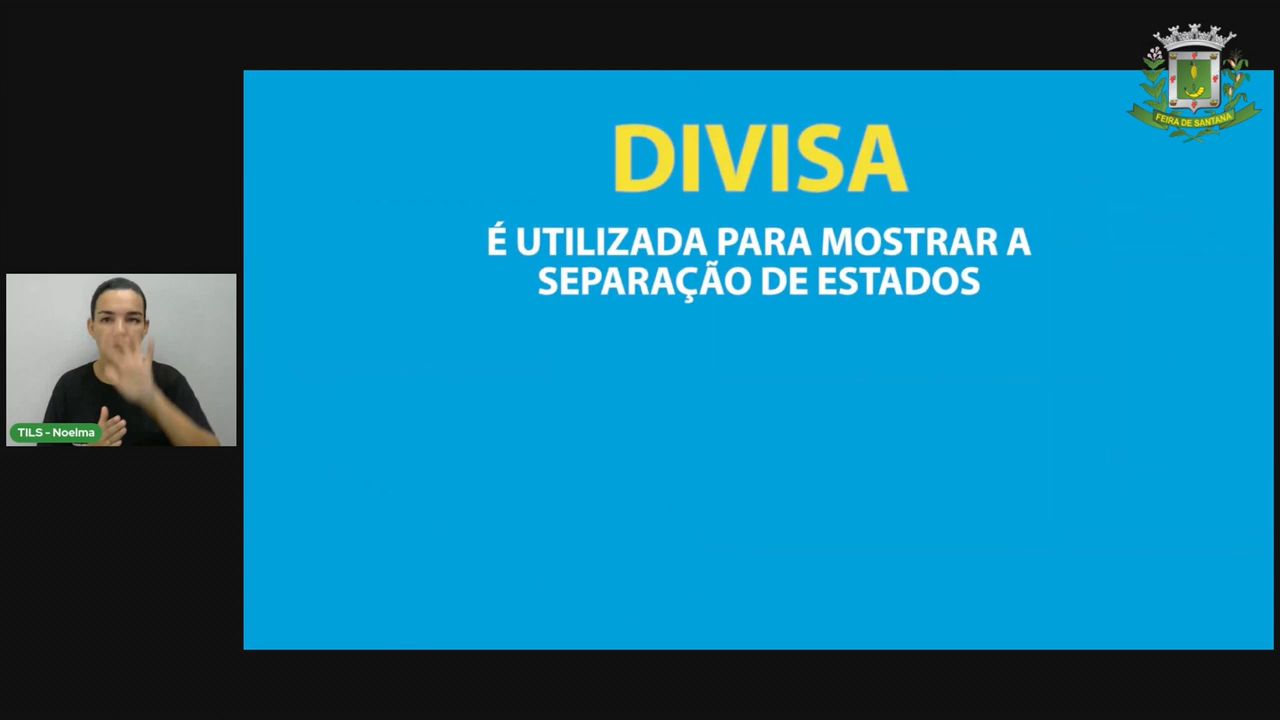 FEIRA DE SANTANA
DIVISA
É UTILIZADA PARA MOSTRAR A
SEPARAÇÃO DE ESTADOS
TILS - Noelma